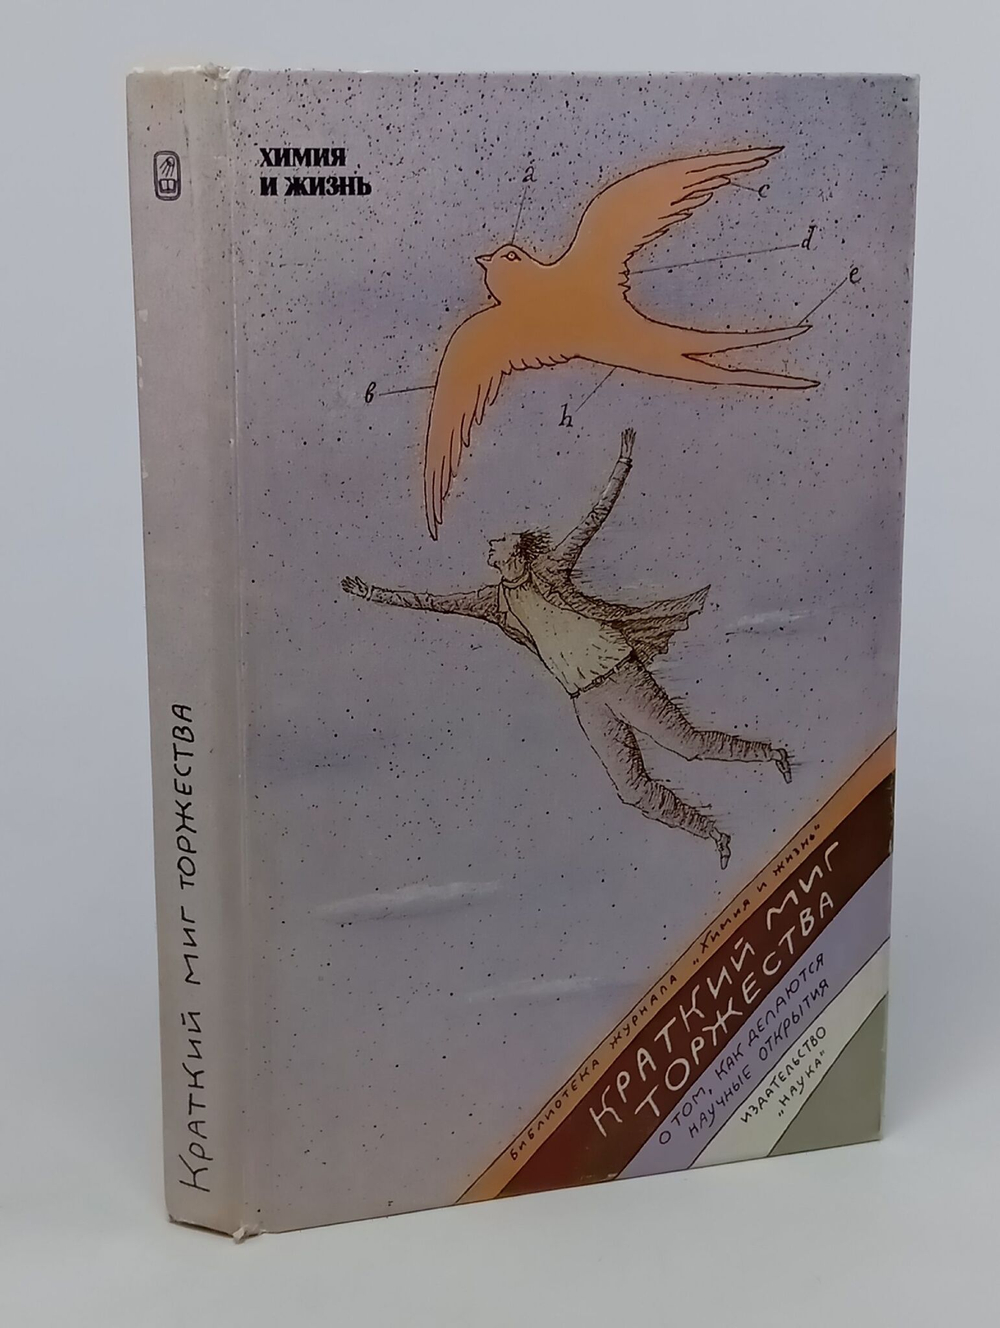 ХИМИЯ
И ЖИЗНЬ
a
c
d
e
в
h
БИБЛИОТЕКА ЖУРНАЛА „ХИМИЯ И ЖИЗНЬ"
КРАТКИЙ МИГ
ТОРЖЕСТВА
О ТОМ, КАК ДЕЛАЮТСЯ
НАУЧНЫЕ ОТКРЫТИЯ
ИЗДАТЕЛЬСТВО
„НАУКА"
КРАТКИЙ МИГ ТОРЖЕСТВА